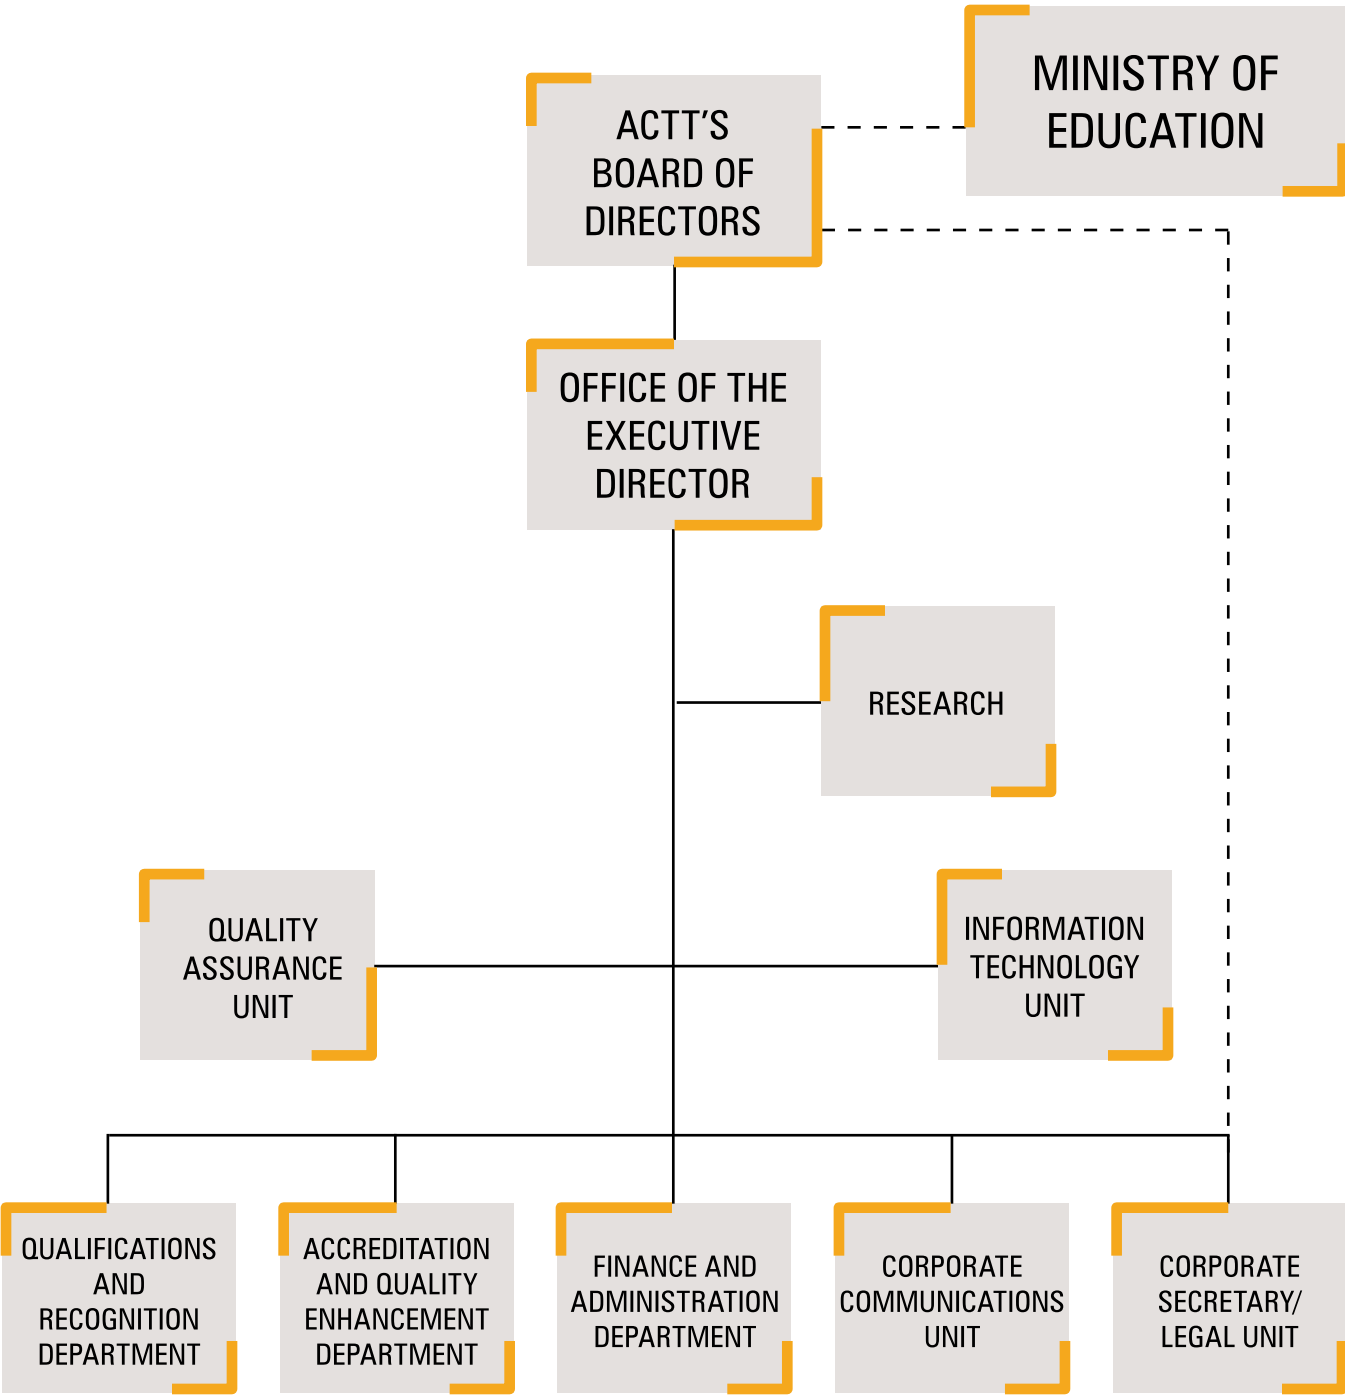 MINISTRY OF
EDUCATION
ACTT’S
BOARD OF
DIRECTORS
OFFICE OF THE
EXECUTIVE
DIRECTOR
RESEARCH
QUALITY
ASSURANCE
UNIT
INFORMATION
TECHNOLOGY
UNIT
QUALIFICATIONS
AND
RECOGNITION
DEPARTMENT
ACCREDITATION
AND QUALITY
ENHANCEMENT
DEPARTMENT
FINANCE AND
ADMINISTRATION
DEPARTMENT
CORPORATE
COMMUNICATIONS
UNIT
CORPORATE
SECRETARY/
LEGAL UNIT